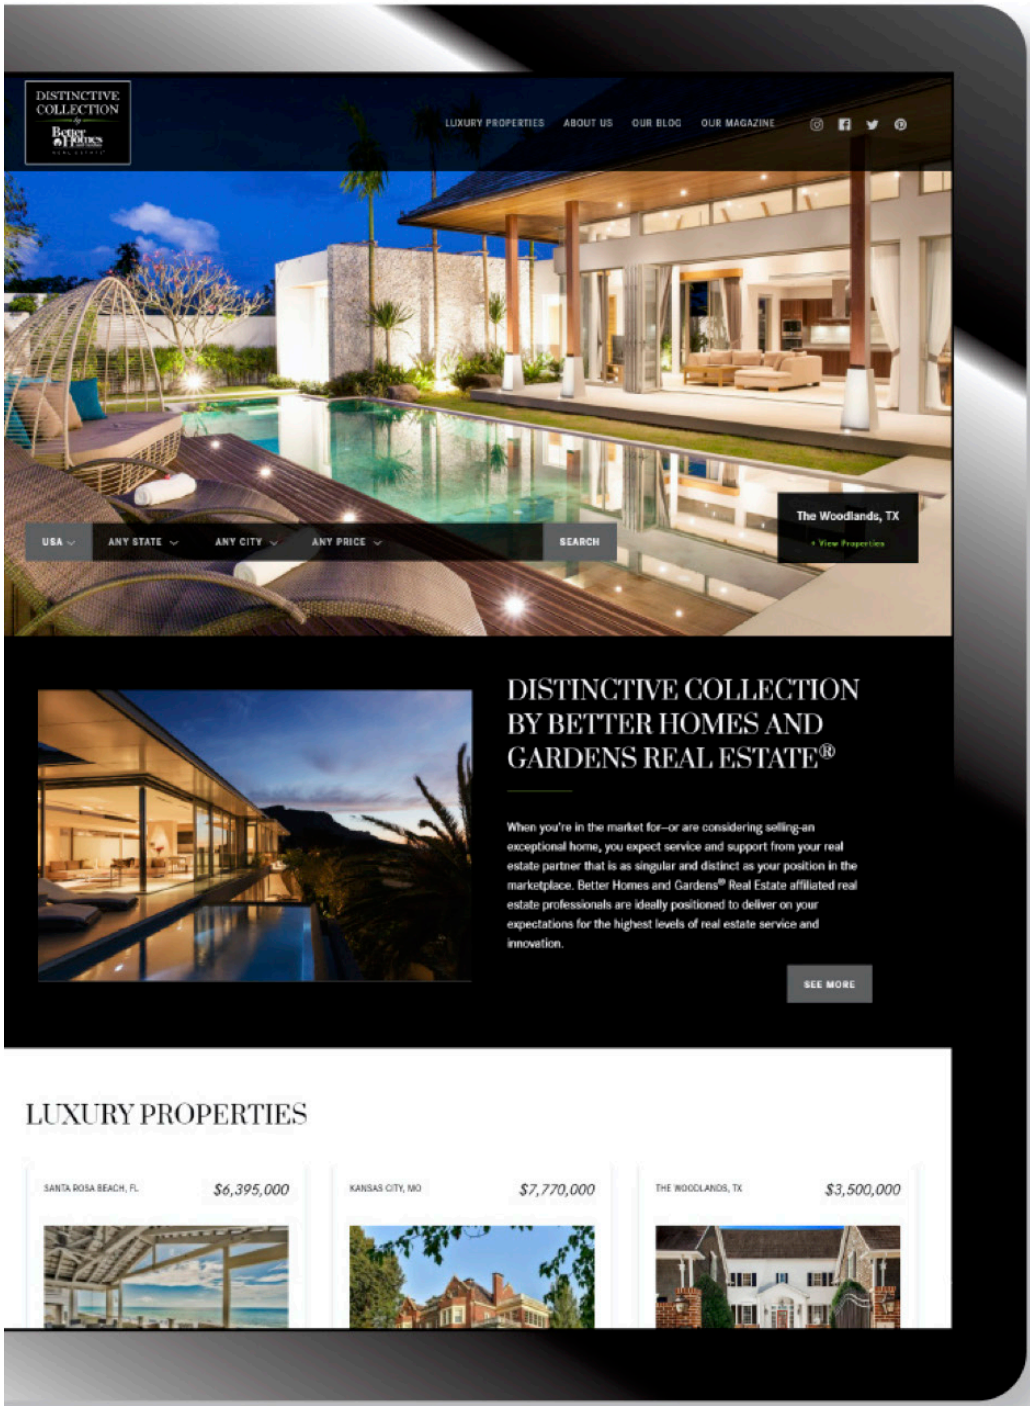 DISTINCTIVE
COLLECTION
by
Better
Homes
REAL ESTATE
LUXURY PROPERTIES ABOUT US OUR BLOG OUR MAGAZINE
The Woodlands, TX
+ View Properties
USA ANY STATE ANY CITY ANY PRICE SEARCH
DISTINCTIVE COLLECTION
BY BETTER HOMES AND
GARDENS REAL ESTATE®
When you're in the market for—or are considering selling-an
exceptional home, you expect service and support from your real
estate partner that is as singular and distinct as your position in the
marketplace. Better Homes and Gardens® Real Estate affiliated real
estate professionals are ideally positioned to deliver on your
expectations for the highest levels of real estate service and
innovation.
SEE MORE
LUXURY PROPERTIES
SANTA ROSA BEACH, FL $6,395,000
KANSAS CITY, MO $7,770,000
THE WOODLANDS, TX $3,500,000